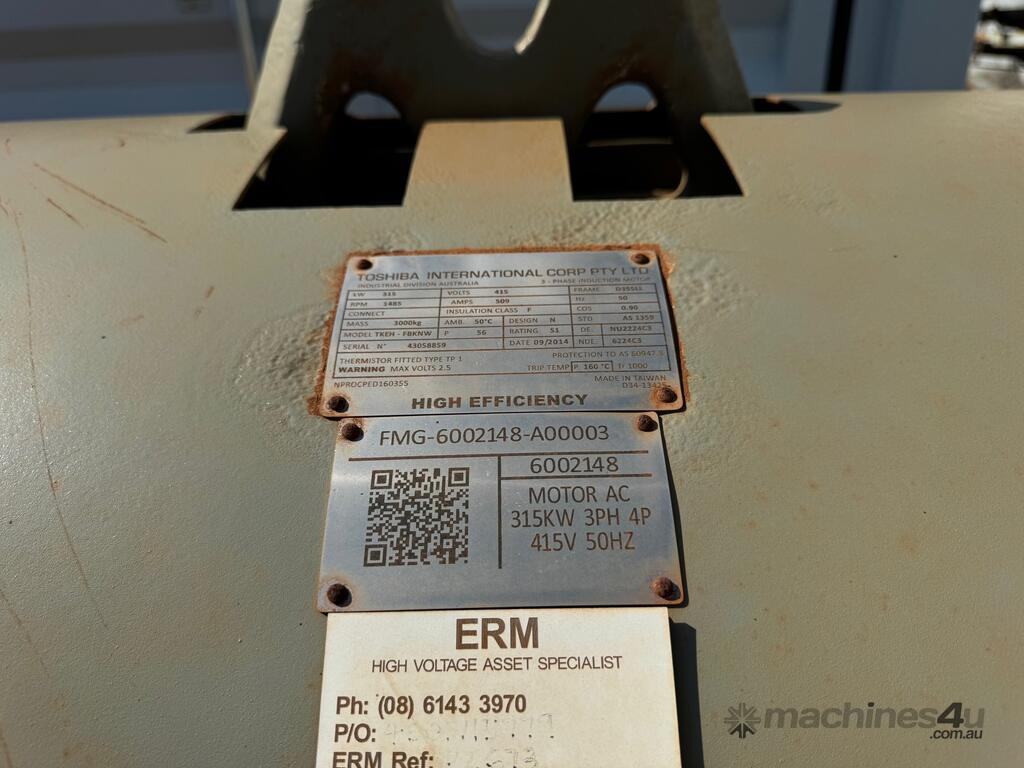 TOSHIBA INTERNATIONAL CORP PTY LTD
INDUSTRIAL DIVISION AUSTRALIA 3 - PHASE INDUCTION MOTOR
kW 315 VOLTS 415 FRAME D355L1
RPM 1485 AMPS 509 Hz 50
CONNECT INSULATION CLASS F COS 0.90
MASS 3000kg AMB. 50°C DESIGN N STD AS 1359
MODEL TKEH - FBKNW P 56 RATING S1 DE. NU2224C3
SERIAL N° 43058859 DATE 09/2014 NDE. 6224C3
THERMISTOR FITTED TYPE TP 1 PROTECTION TO AS 60947.8
WARNING MAX VOLTS 2.5 TRIP TEMP P. 160 °C Tr 1000
NPROCPED160355 MADE IN TAIWAN
HIGH EFFICIENCY
FMG-6002148-A00003
6002148
MOTOR AC
315KW 3PH 4P
415V 50HZ
ERM
HIGH VOLTAGE ASSET SPECIALIST
Ph: (08) 6143 3970
P/O:
ERM Ref:
machines4u
.com.au